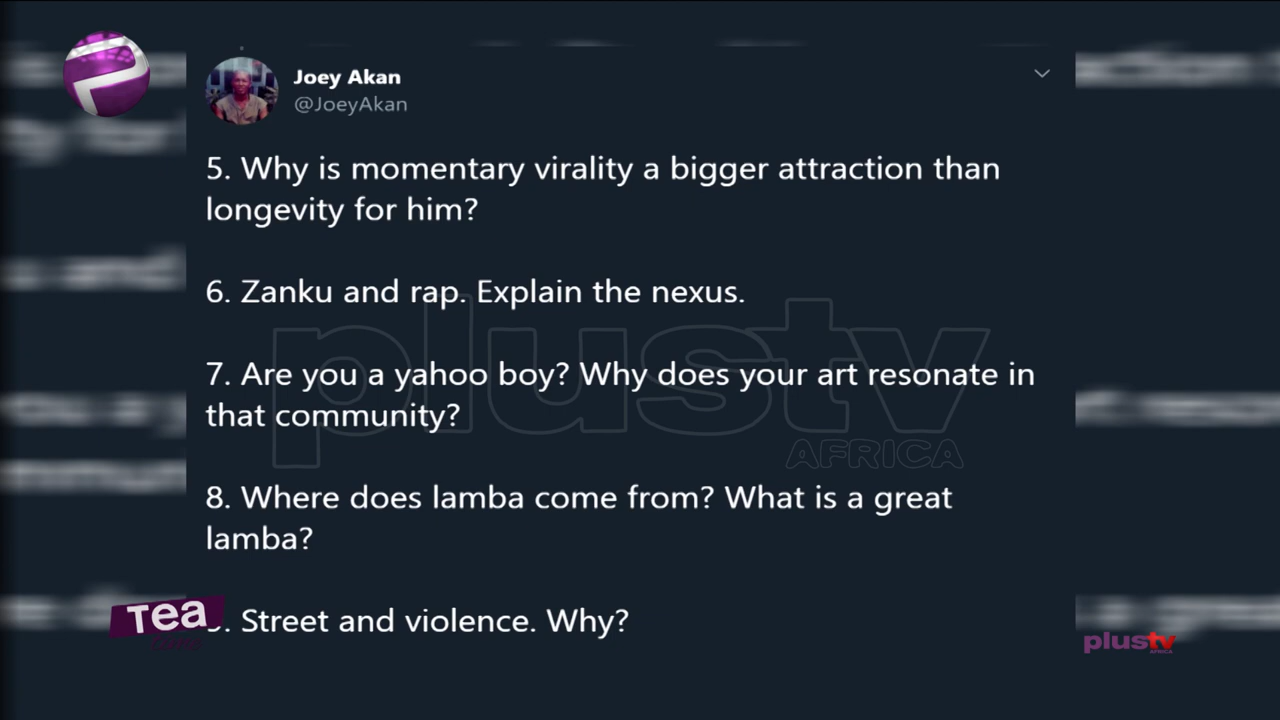 Joey Akan
@JoeyAkan
5. Why is momentary virality a bigger attraction than
longevity for him?
6. Zanku and rap. Explain the nexus.
7. Are you a yahoo boy? Why does your art resonate in
that community?
8. Where does lamba come from? What is a great
lamba?
9. Street and violence. Why?
plustv
AFRICA
Tea
plustv
AFRICA